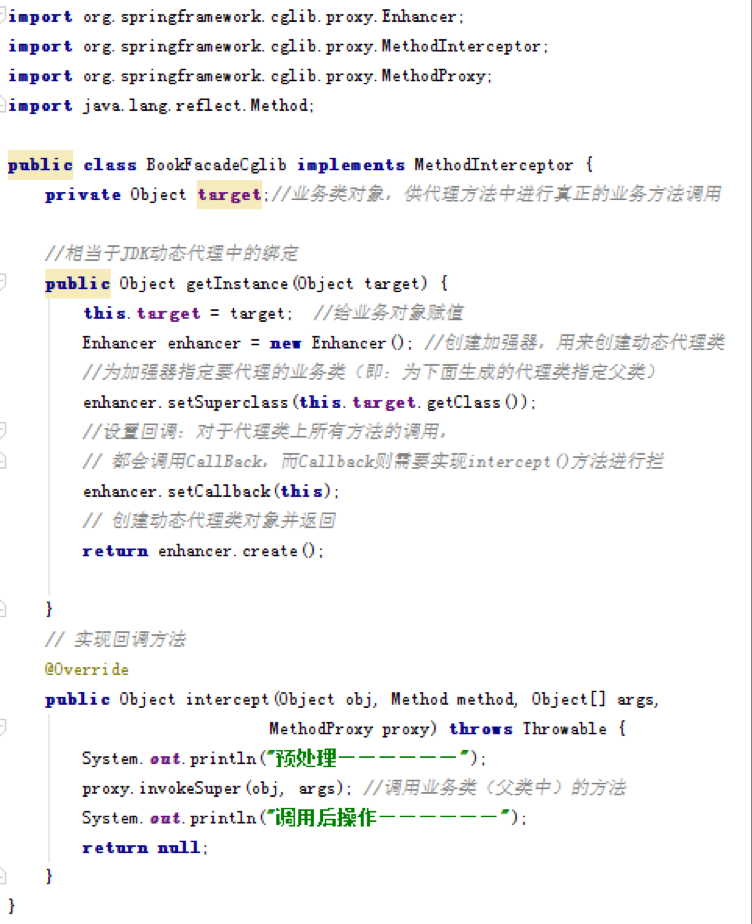 import org.springframework.cglib.proxy.Enhancer;
import org.springframework.cglib.proxy.MethodInterceptor;
import org.springframework.cglib.proxy.MethodProxy;
import java.lang.reflect.Method;
public class BookFacadeCglib implements MethodInterceptor {
private Object target;//业务类对象，供代理方法中进行真正的业务方法调用
//相当于JDK动态代理中的绑定
public Object getInstance(Object target) {
this.target = target;  //给业务对象赋值
Enhancer enhancer = new Enhancer(); //创建加强器，用来创建动态代理类
//为加强器指定要代理的业务类（即：为下面生成的代理类指定父类）
enhancer.setSuperclass(this.target.getClass());
//设置回调：对于代理类上所有方法的调用，
// 都会调用CallBack，而Callback则需要实现intercept()方法进行拦
enhancer.setCallback(this);
// 创建动态代理类对象并返回
return enhancer.create();
}
// 实现回调方法
@Override
public Object intercept(Object obj, Method method, Object[] args,
MethodProxy proxy) throws Throwable {
System.out.println("预处理——————");
proxy.invokeSuper(obj, args); //调用业务类（父类中）的方法
System.out.println("调用后操作——————");
return null;
}
}